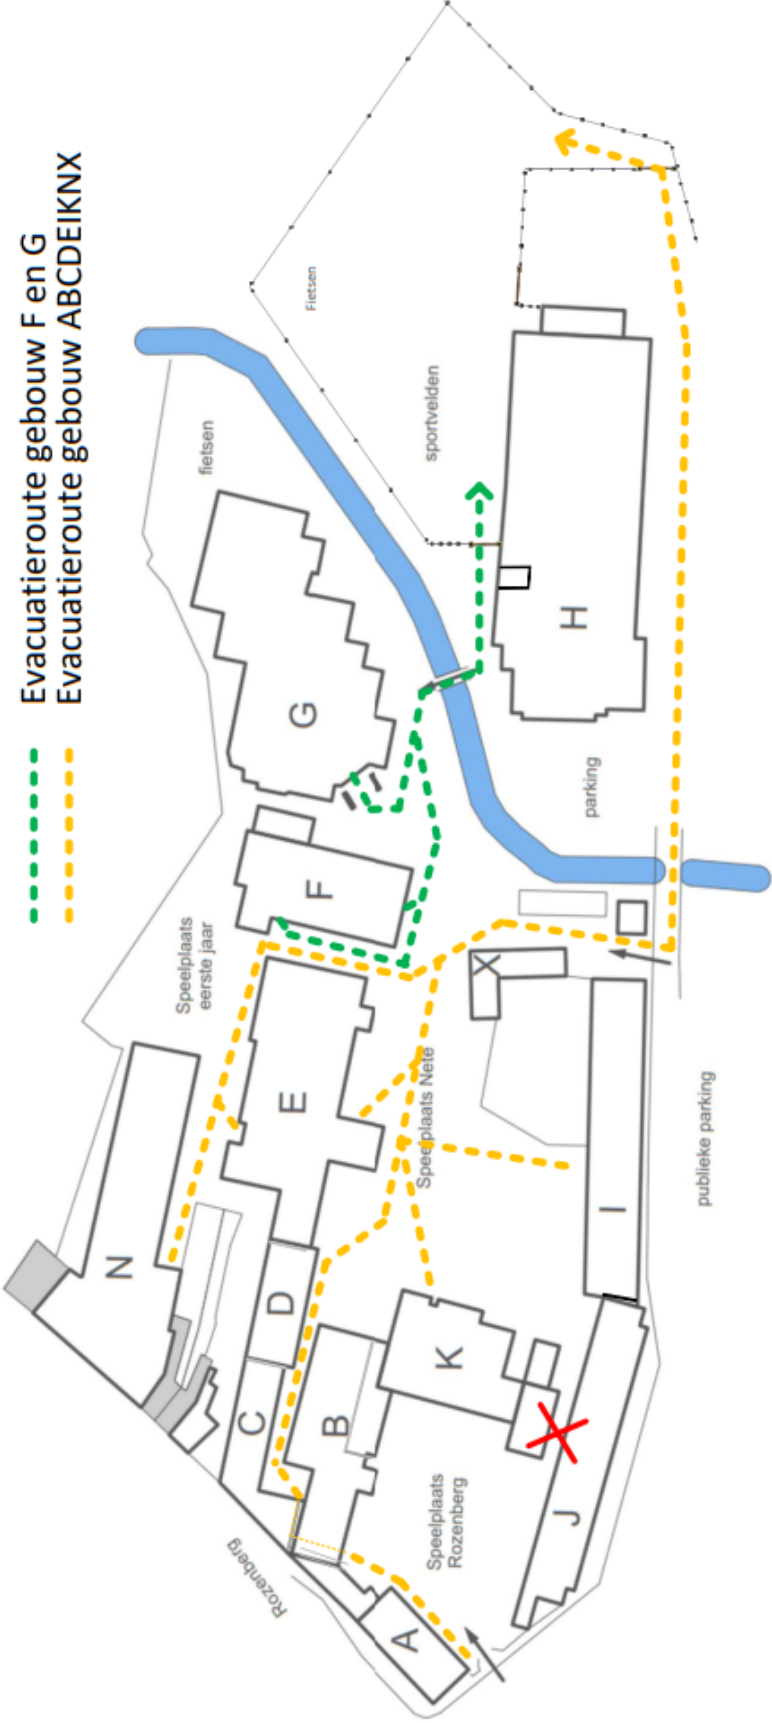 Evacuatieroute gebouw F en G
Evacuatieroute gebouw ABCDEIKNX
N
Speelplaats
eerste jaar
fietsen
Fietsen
Rozenberg
C
D
E
F
G
sportvelden
A
B
K
Speelplaats Nete
X
parking
H
Speelplaats
Rozenberg
J
I
publieke parking